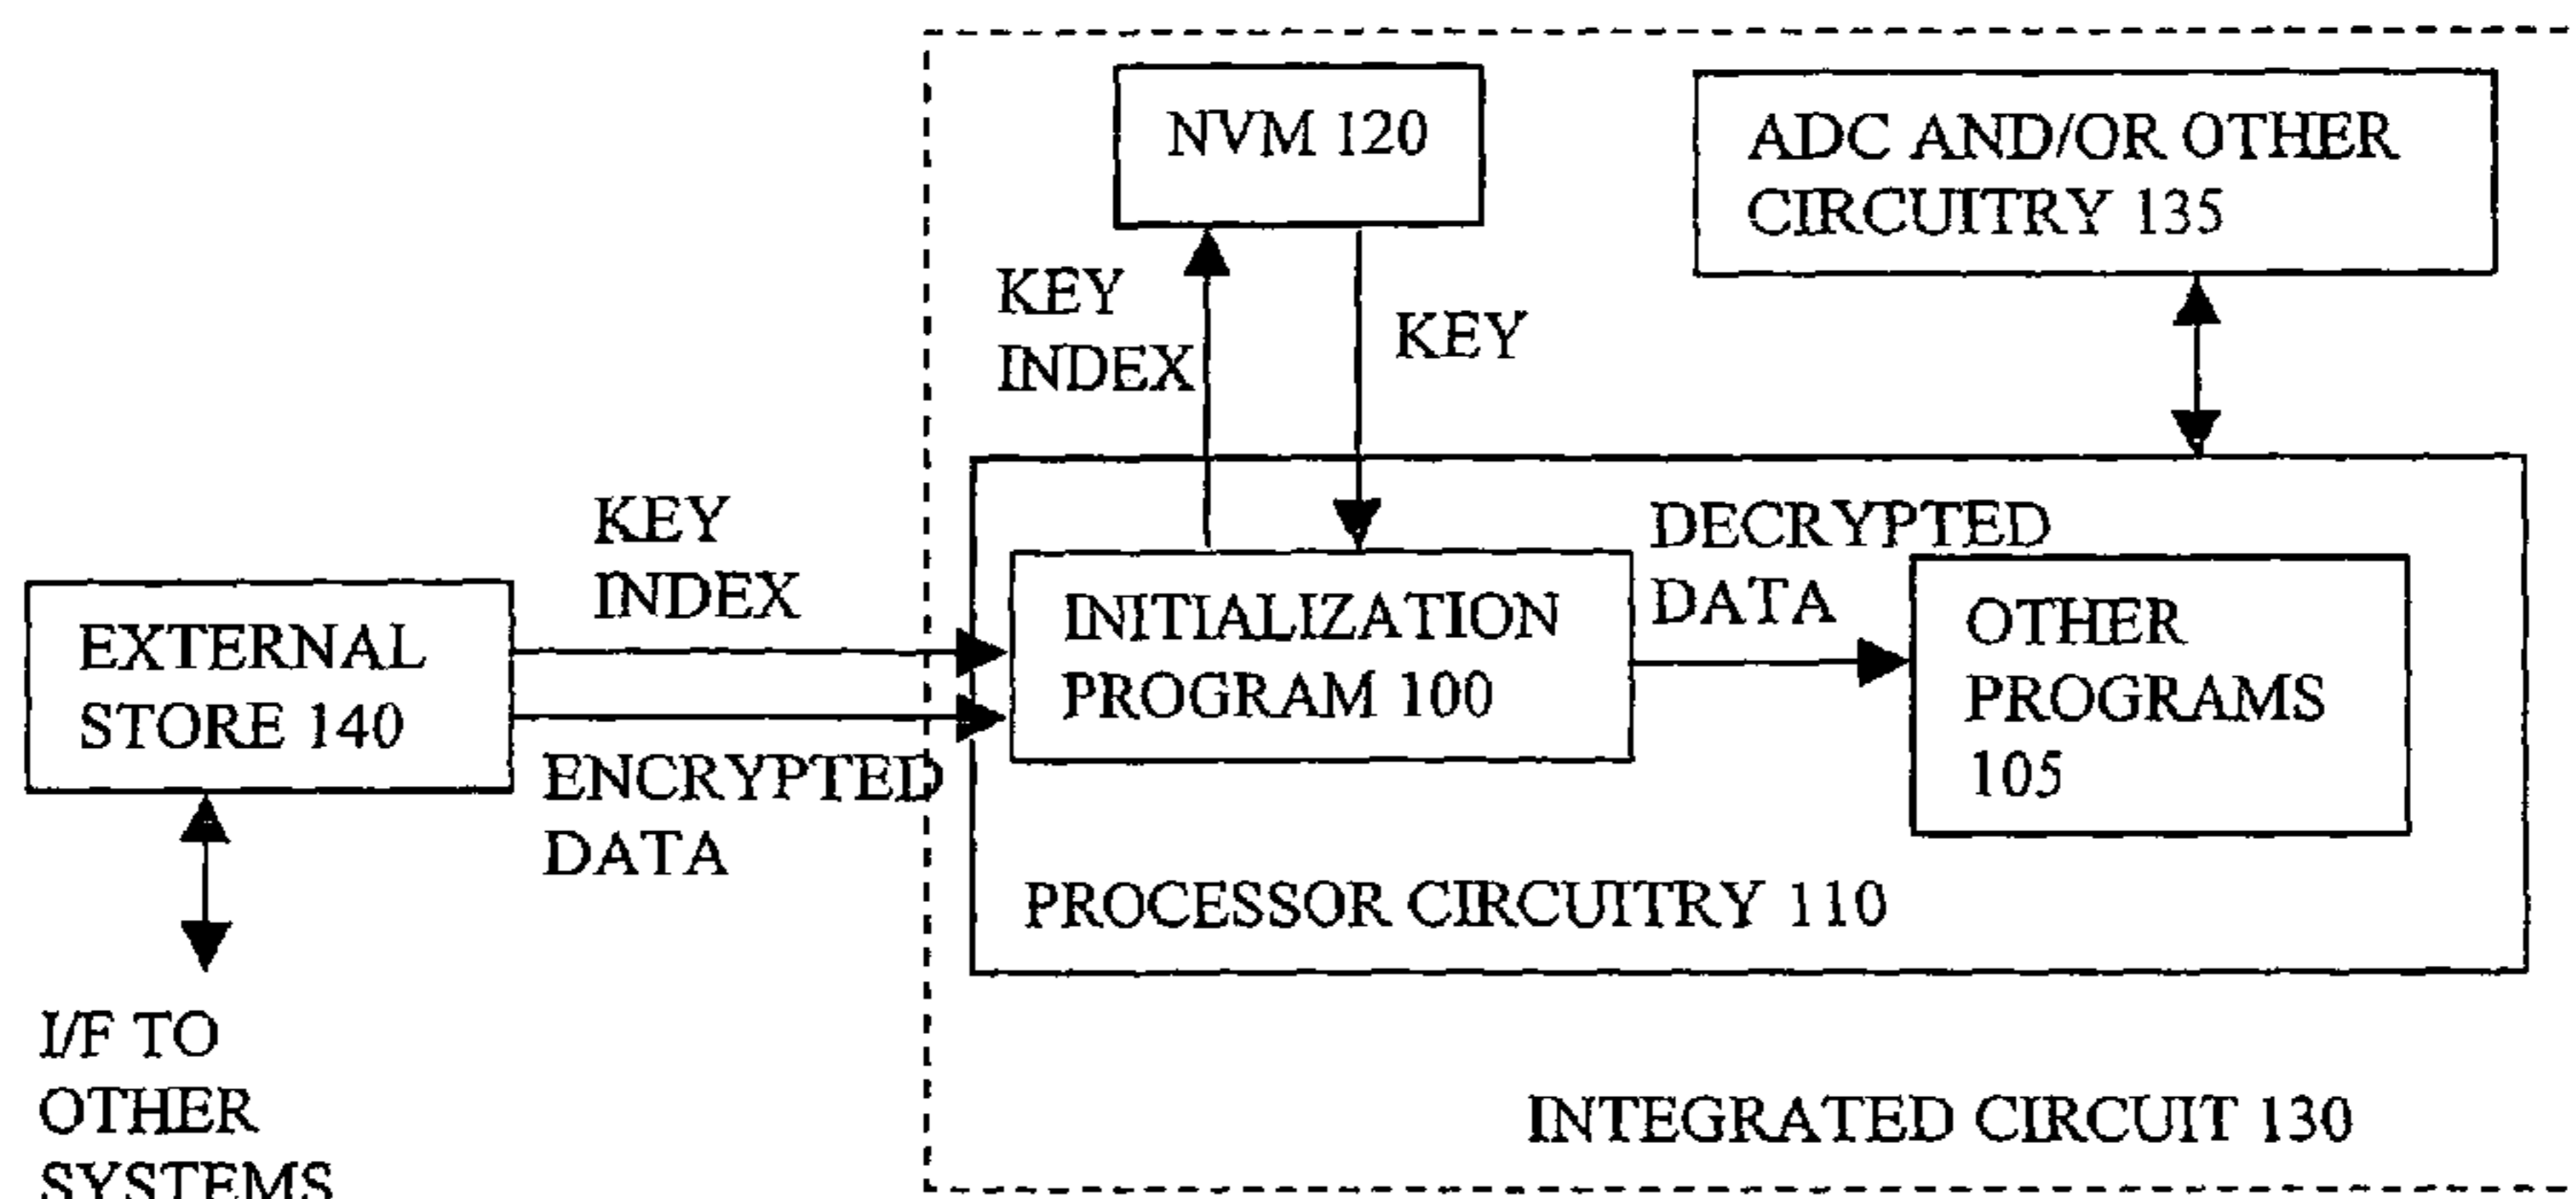 NVM 120
ADC AND/OR OTHER
CIRCUITRY 135
KEY
INDEX
KEY
KEY
INDEX
DECRYPTED
DATA
EXTERNAL
STORE 140
INITIALIZATION
PROGRAM 100
OTHER
PROGRAMS
105
ENCRYPTED
DATA
PROCESSOR CIRCUITRY 110
I/F TO
OTHER
SYSTEMS
INTEGRATED CIRCUIT 130